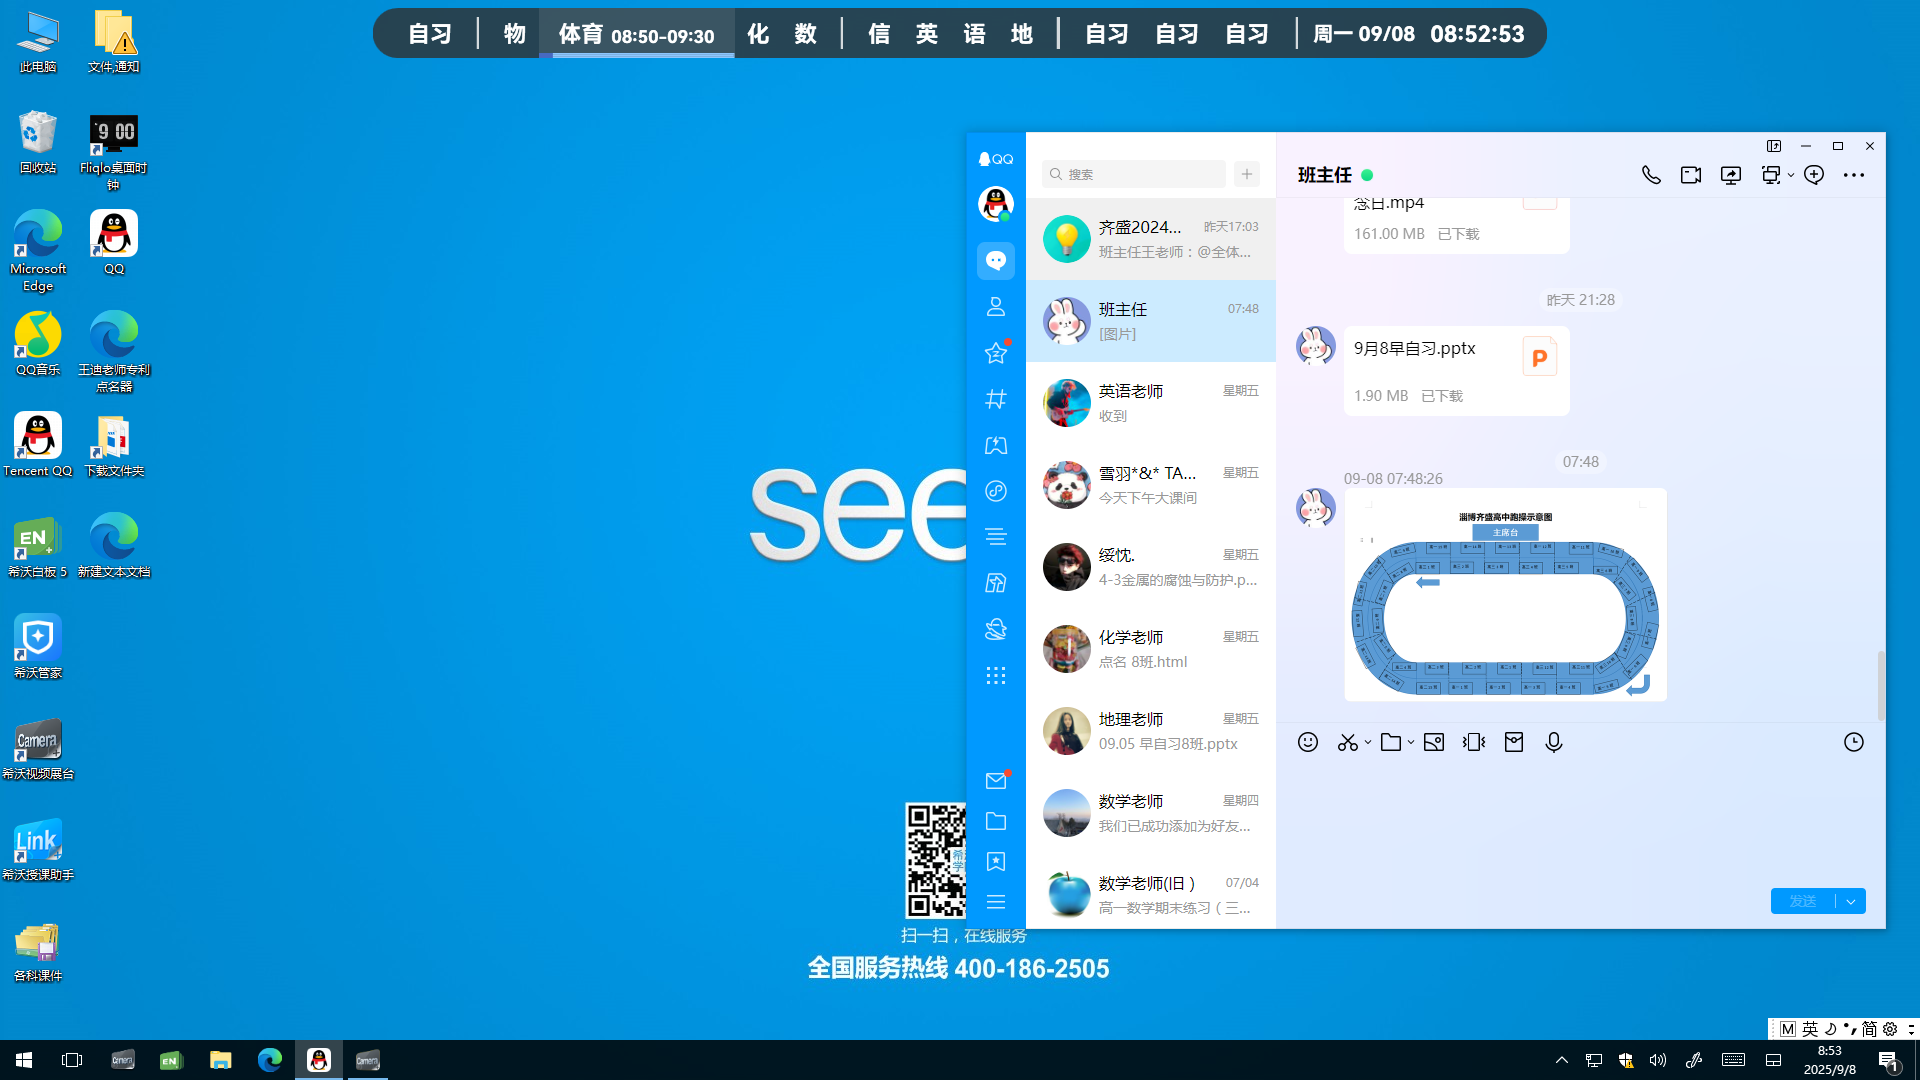 自习 物 体育 08:50-09:30 化 数 信 英 语 地 自习 自习 自习 周一 09/08 08:52:53
此电脑
文件,通知
回收站
Fliqlo桌面时钟
Microsoft Edge
QQ
QQ音乐
王迪老师专利点名器
Tencent QQ
下载文件夹
EN
希沃白板 5
新建文本文档
希沃管家
Camera
希沃视频展台
Link
希沃授课助手
各科课件
see
扫一扫，在线服务
全国服务热线 400-186-2505
QQ
搜索
齐盛2024... 昨天17:03
班主任王老师：@全体...
班主任 07:48
[图片]
英语老师 星期五
收到
雪羽*&* TA... 星期五
今天下午大课间
绥忱. 星期五
4-3金属的腐蚀与防护.p...
化学老师 星期五
点名 8班.html
地理老师 星期五
09.05 早自习8班.pptx
数学老师 星期四
我们已成功添加为好友...
数学老师(旧) 07/04
高一数学期末练习（三...
班主任
念日.mp4
161.00 MB 已下载
昨天 21:28
9月8早自习.pptx
P
1.90 MB 已下载
07:48
09-08 07:48:26
淄博齐盛高中跑操示意图
主席台
发送
M 英 简
8:53
2025/9/8
1